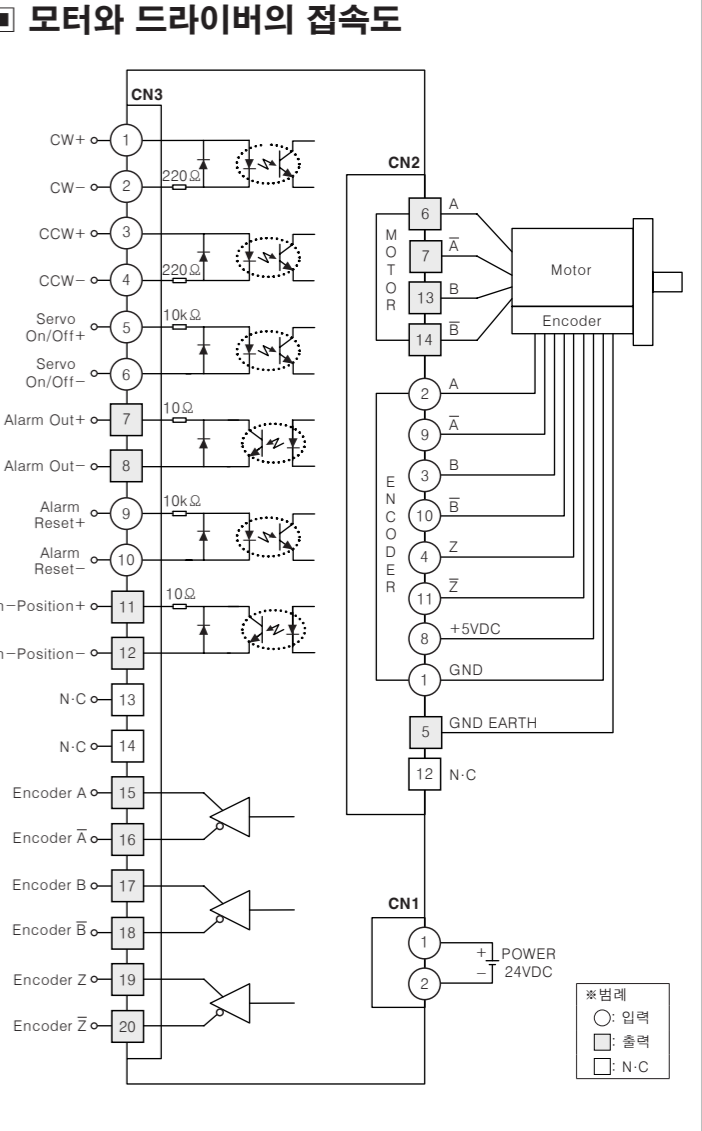 ▣ 모터와 드라이버의 접속도
CN3
CW+ 1
CW− 2 220Ω
CCW+ 3
CCW− 4 220Ω
Servo
On/Off+ 5 10kΩ
Servo
On/Off− 6
Alarm Out+ 7 10Ω
Alarm Out− 8
Alarm
Reset+ 9 10kΩ
Alarm
Reset− 10
n−Position+ 11 10Ω
n−Position− 12
N·C 13
N·C 14
Encoder A 15
Encoder A̅ 16
Encoder B 17
Encoder B̅ 18
Encoder Z 19
Encoder Z̅ 20
CN2
MOTOR
6 A
7 A̅
13 B
14 B̅
Motor
Encoder
ENCODER
2 A
9 A̅
3 B
10 B̅
4 Z
11 Z̅
8 +5VDC
1 GND
5 GND EARTH
12 N·C
CN1
1 + POWER
2 − 24VDC
※범례
○: 입력
□: 출력
□: N·C